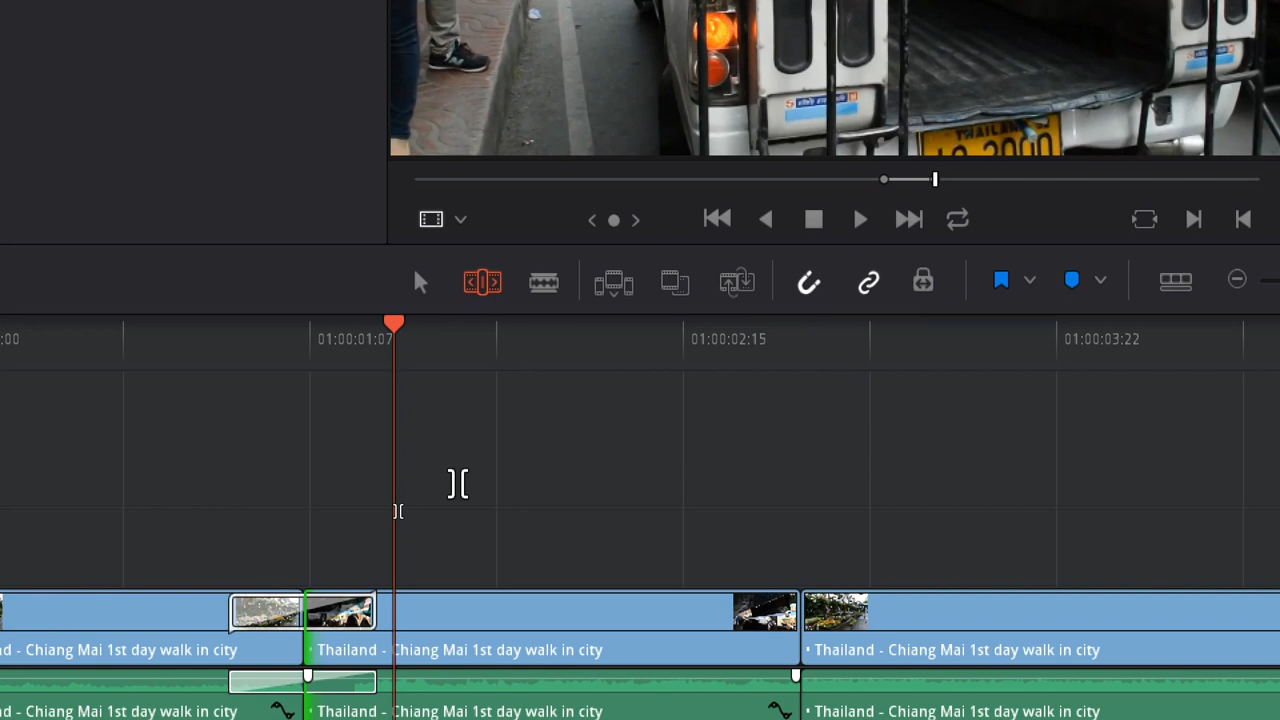 THAILAND
:00
01:00:01:07
01:00:02:15
01:00:03:22
d - Chiang Mai 1st day walk in city
Thailand - Chiang Mai 1st day walk in city
Thailand - Chiang Mai 1st day walk in city
d - Chiang Mai 1st day walk in city
Thailand - Chiang Mai 1st day walk in city
Thailand - Chiang Mai 1st day walk in city